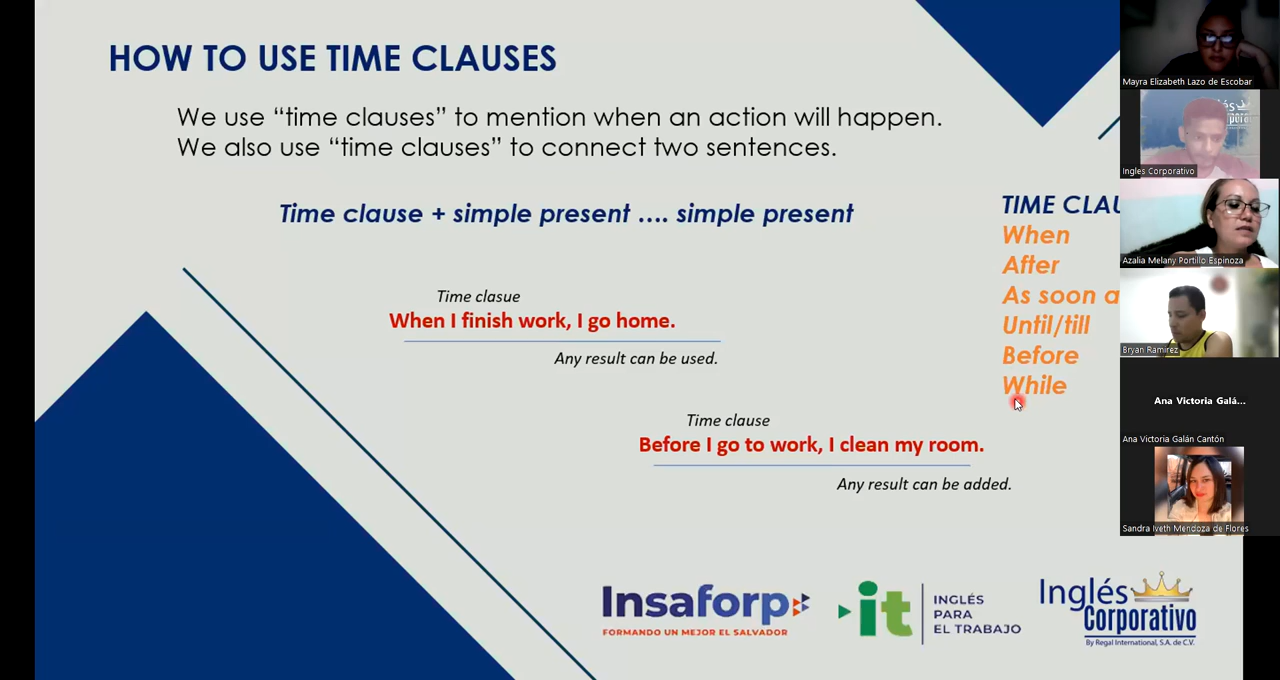 HOW TO USE TIME CLAUSES
We use “time clauses” to mention when an action will happen.
We also use “time clauses” to connect two sentences.
Time clause + simple present .... simple present
Time clasue
When I finish work, I go home.
Any result can be used.
Time clause
Before I go to work, I clean my room.
Any result can be added.
TIME CLAU
When
After
As soon a
Until/till
Before
While
Insaforp
FORMANDO UN MEJOR EL SALVADOR
it
INGLÉS
PARA
EL TRABAJO
Inglés
Corporativo
By Regal International, S.A. de C.V.
Mayra Elizabeth Lazo de Escobar
Ingles Corporativo
Azalia Melany Portillo Espinoza
Bryan Ramirez
Ana Victoria Galá...
Ana Victoria Galán Cantón
Sandra Iveth Mendoza de Flores